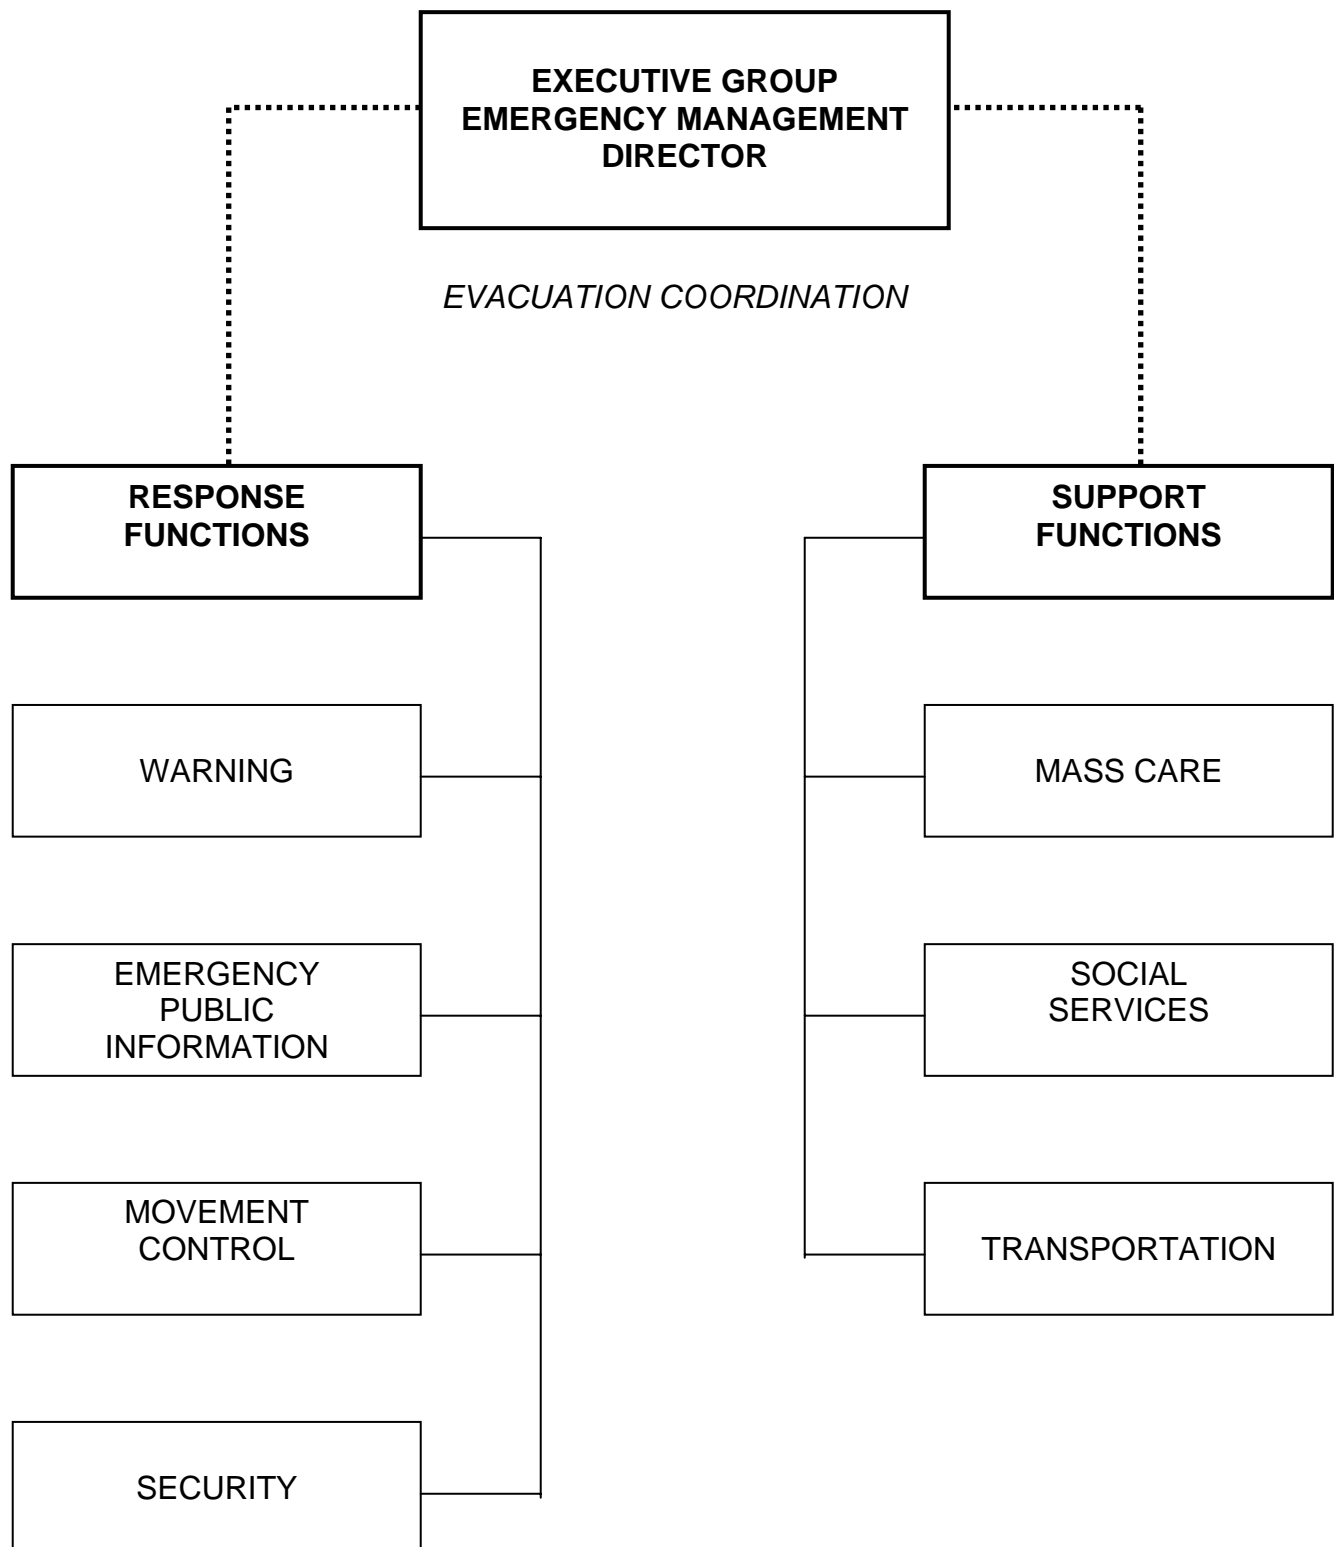 EXECUTIVE GROUP
EMERGENCY MANAGEMENT
DIRECTOR
EVACUATION COORDINATION
RESPONSE
FUNCTIONS
WARNING
EMERGENCY
PUBLIC
INFORMATION
MOVEMENT
CONTROL
SECURITY
SUPPORT
FUNCTIONS
MASS CARE
SOCIAL
SERVICES
TRANSPORTATION